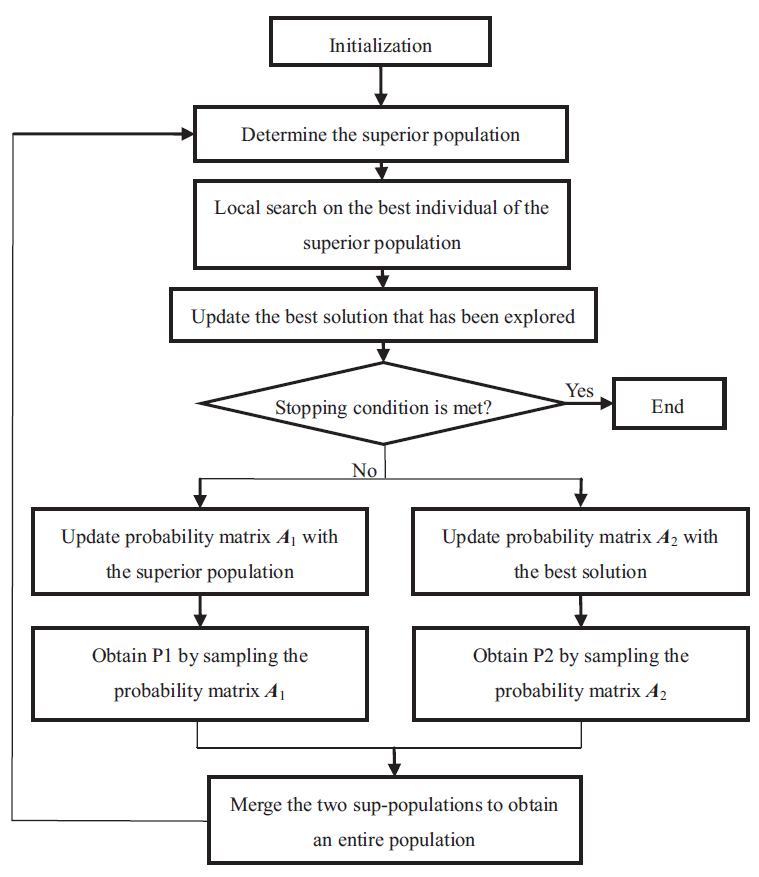 Initialization
Determine the superior population
Local search on the best individual of the
superior population
Update the best solution that has been explored
Stopping condition is met?
Yes
End
No
Update probability matrix A₁ with
the superior population
Update probability matrix A₂ with
the best solution
Obtain P1 by sampling the
probability matrix A₁
Obtain P2 by sampling the
probability matrix A₂
Merge the two sup-populations to obtain
an entire population